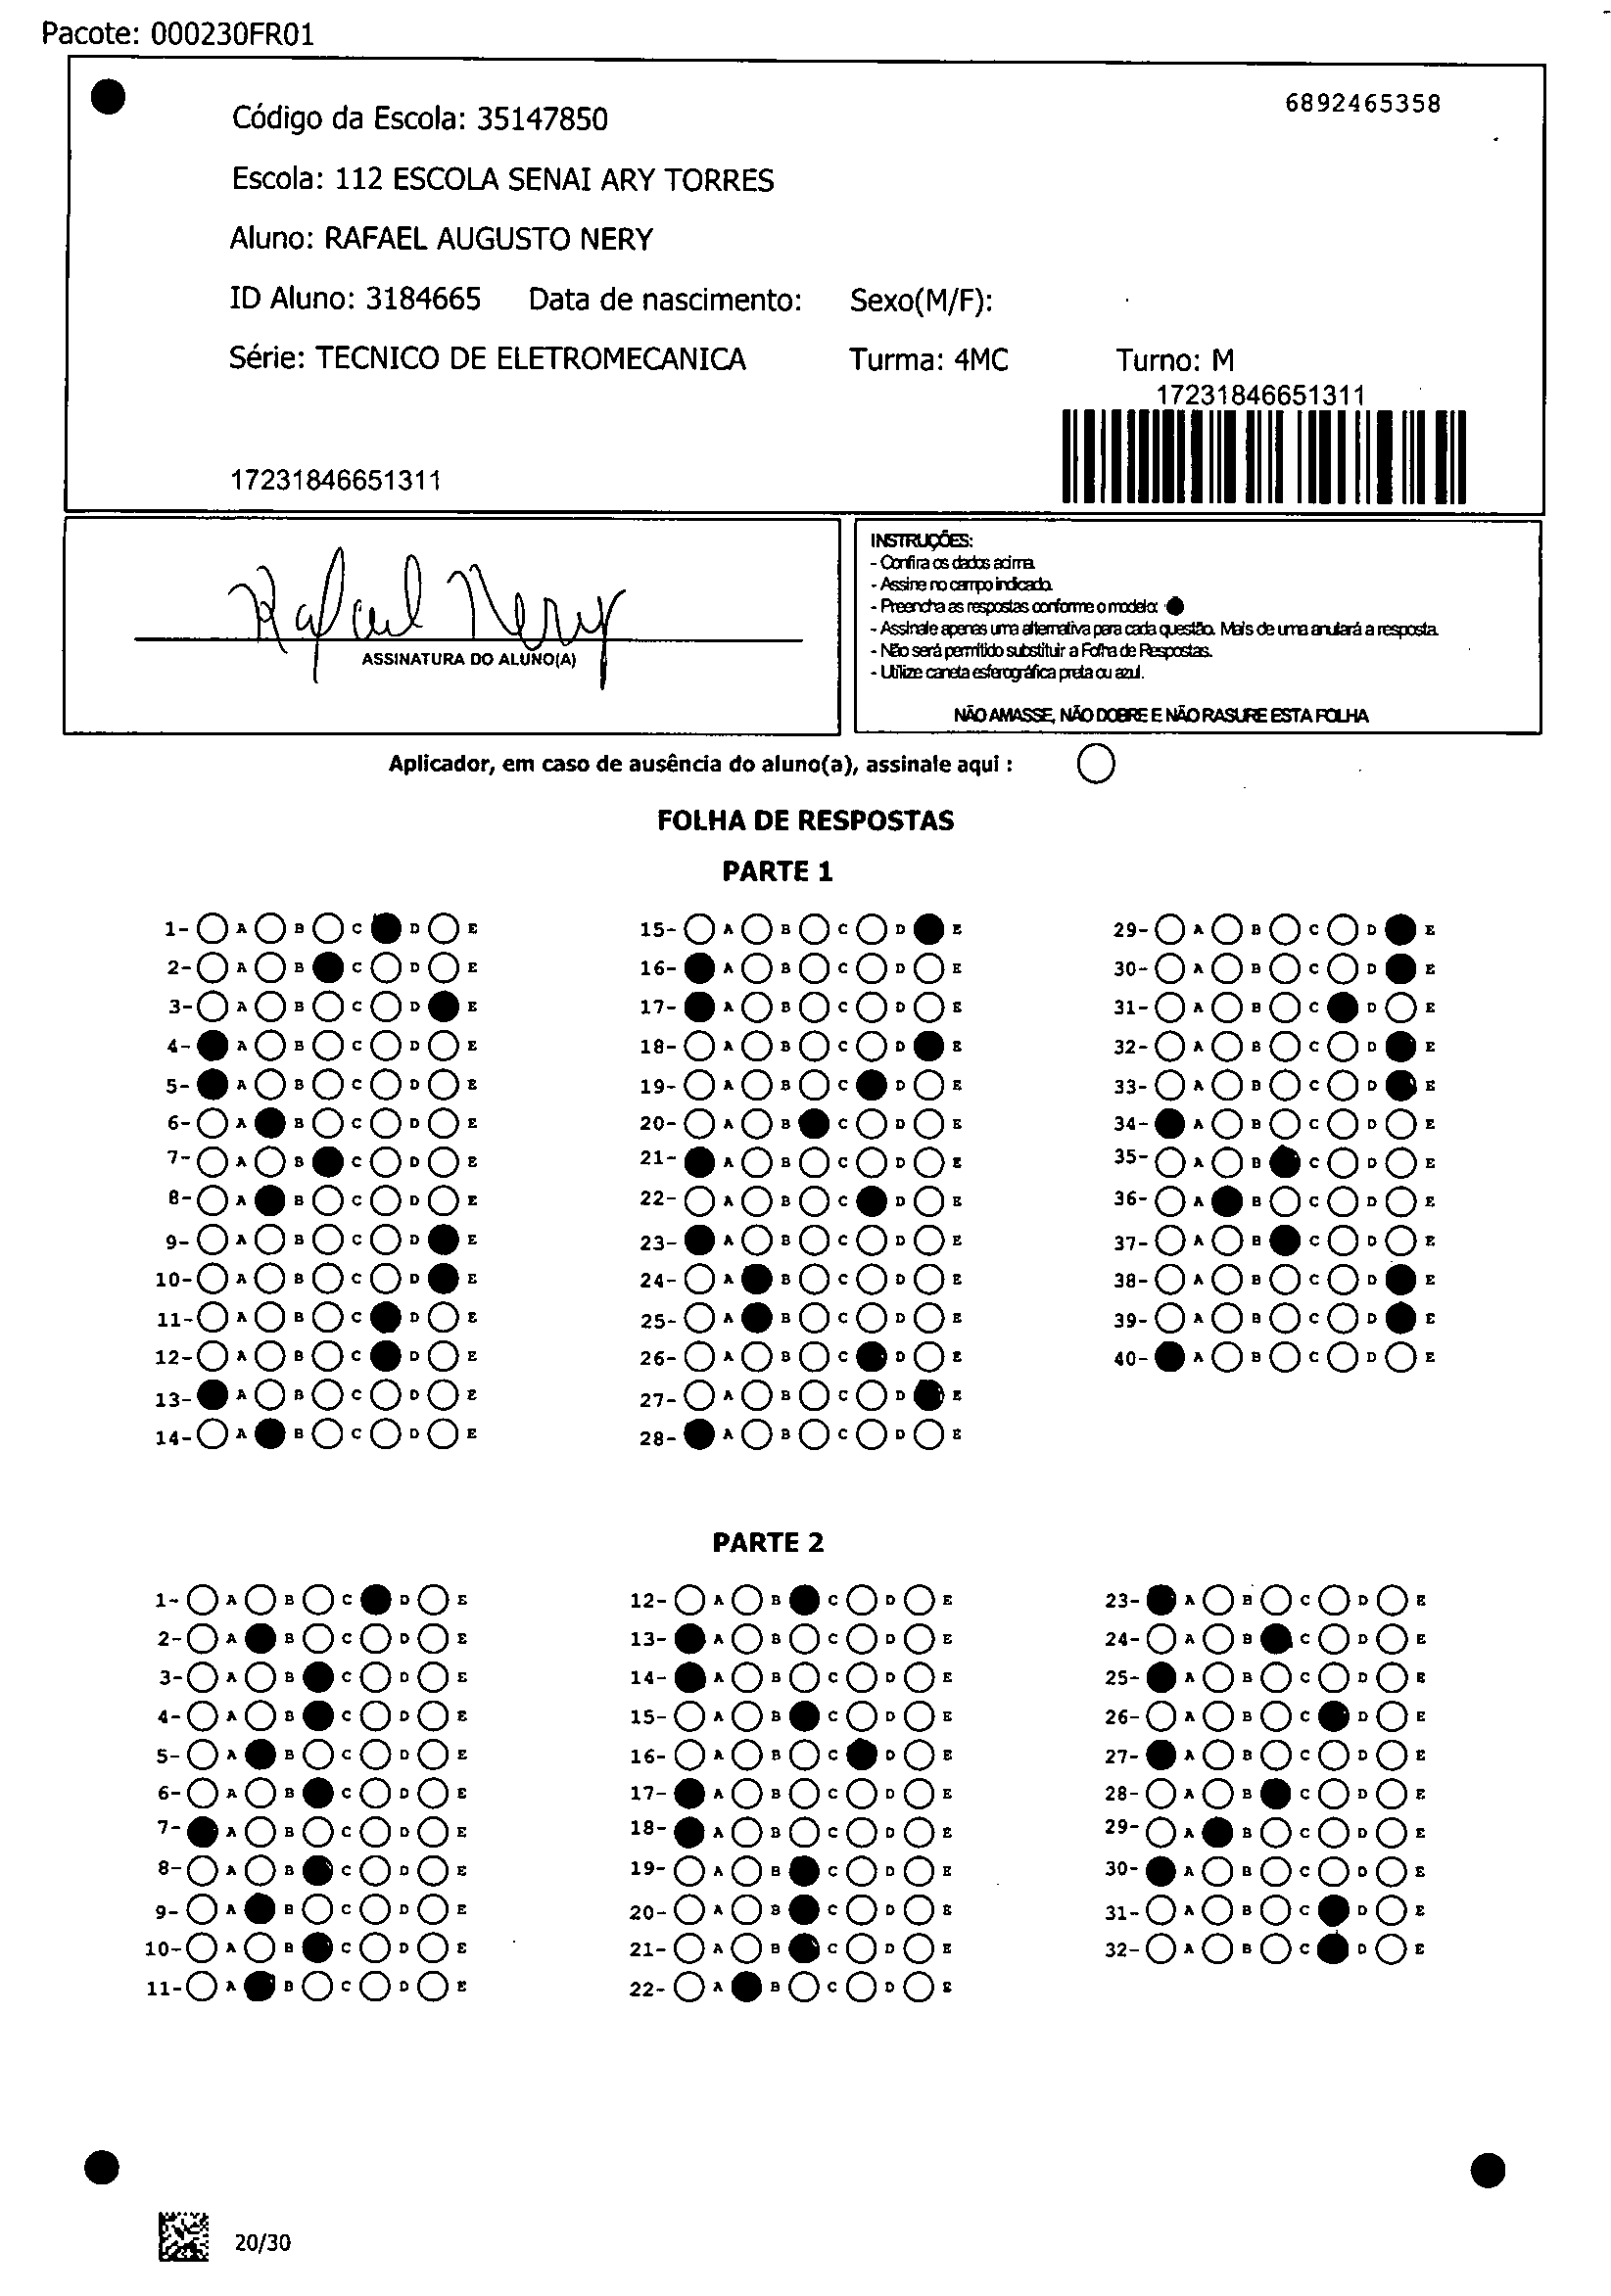 Pacote: 000230FR01
6892465358
Código da Escola: 35147850
Escola: 112 ESCOLA SENAI ARY TORRES
Aluno: RAFAEL AUGUSTO NERY
ID Aluno: 3184665 Data de nascimento: Sexo(M/F):
Série: TECNICO DE ELETROMECANICA Turma: 4MC Turno: M
17231846651311
17231846651311
Rafael Nery
ASSINATURA DO ALUNO(A)
INSTRUÇÕES:
- Confira os dados acima.
- Assine no campo indicado.
- Preencha as respostas conforme o modelo:
- Assinale apenas uma alternativa para cada questão. Mais de uma anulará a resposta.
- Não será permitido substituir a Folha de Respostas.
- Utilize caneta esferográfica preta ou azul.
NÃO AMASSE, NÃO DOBRE E NÃO RASURE ESTA FOLHA
Aplicador, em caso de ausência do aluno(a), assinale aqui :
FOLHA DE RESPOSTAS
PARTE 1
1- A B C D E 15- A B C D E 29- A B C D E
2- A B C D E 16- A B C D E 30- A B C D E
3- A B C D E 17- A B C D E 31- A B C D E
4- A B C D E 18- A B C D E 32- A B C D E
5- A B C D E 19- A B C D E 33- A B C D E
6- A B C D E 20- A B C D E 34- A B C D E
7- A B C D E 21- A B C D E 35- A B C D E
8- A B C D E 22- A B C D E 36- A B C D E
9- A B C D E 23- A B C D E 37- A B C D E
10- A B C D E 24- A B C D E 38- A B C D E
11- A B C D E 25- A B C D E 39- A B C D E
12- A B C D E 26- A B C D E 40- A B C D E
13- A B C D E 27- A B C D E
14- A B C D E 28- A B C D E
PARTE 2
1- A B C D E 12- A B C D E 23- A B C D E
2- A B C D E 13- A B C D E 24- A B C D E
3- A B C D E 14- A B C D E 25- A B C D E
4- A B C D E 15- A B C D E 26- A B C D E
5- A B C D E 16- A B C D E 27- A B C D E
6- A B C D E 17- A B C D E 28- A B C D E
7- A B C D E 18- A B C D E 29- A B C D E
8- A B C D E 19- A B C D E 30- A B C D E
9- A B C D E 20- A B C D E 31- A B C D E
10- A B C D E 21- A B C D E 32- A B C D E
11- A B C D E 22- A B C D E
20/30